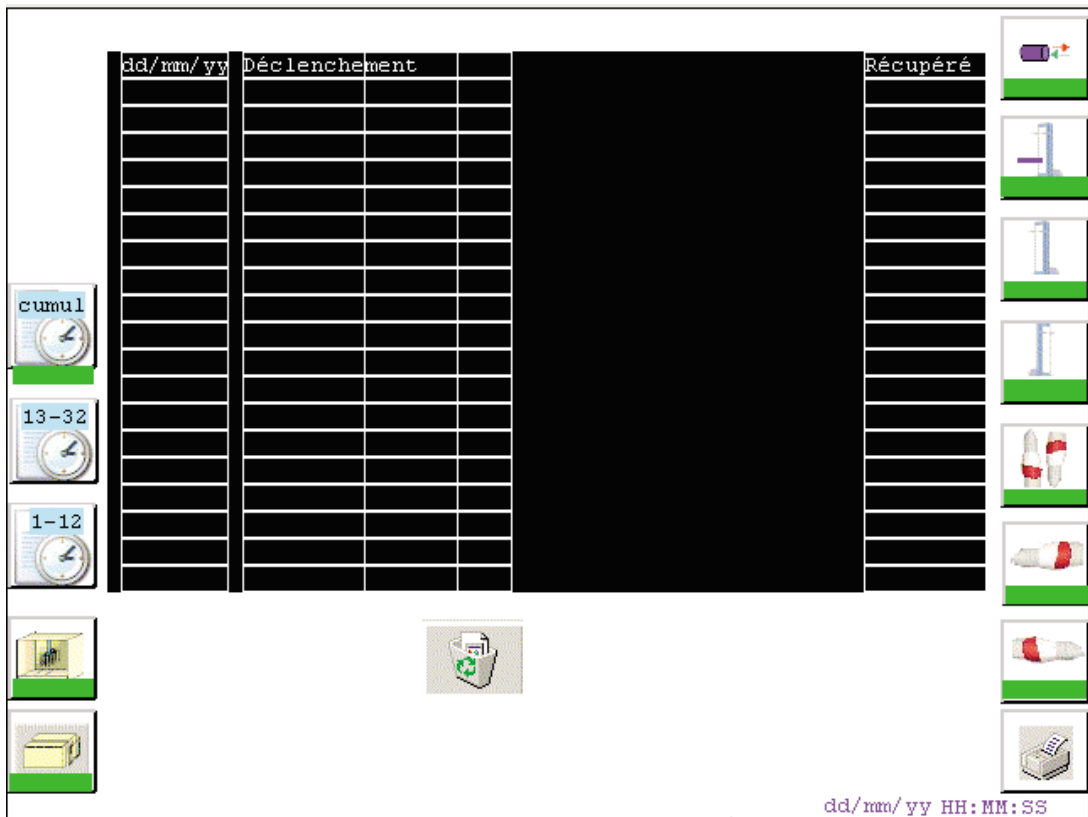 dd/mm/yy Déclenchement Récupéré
cumul
13-32
1-12
dd/mm/yy HH:MM:SS